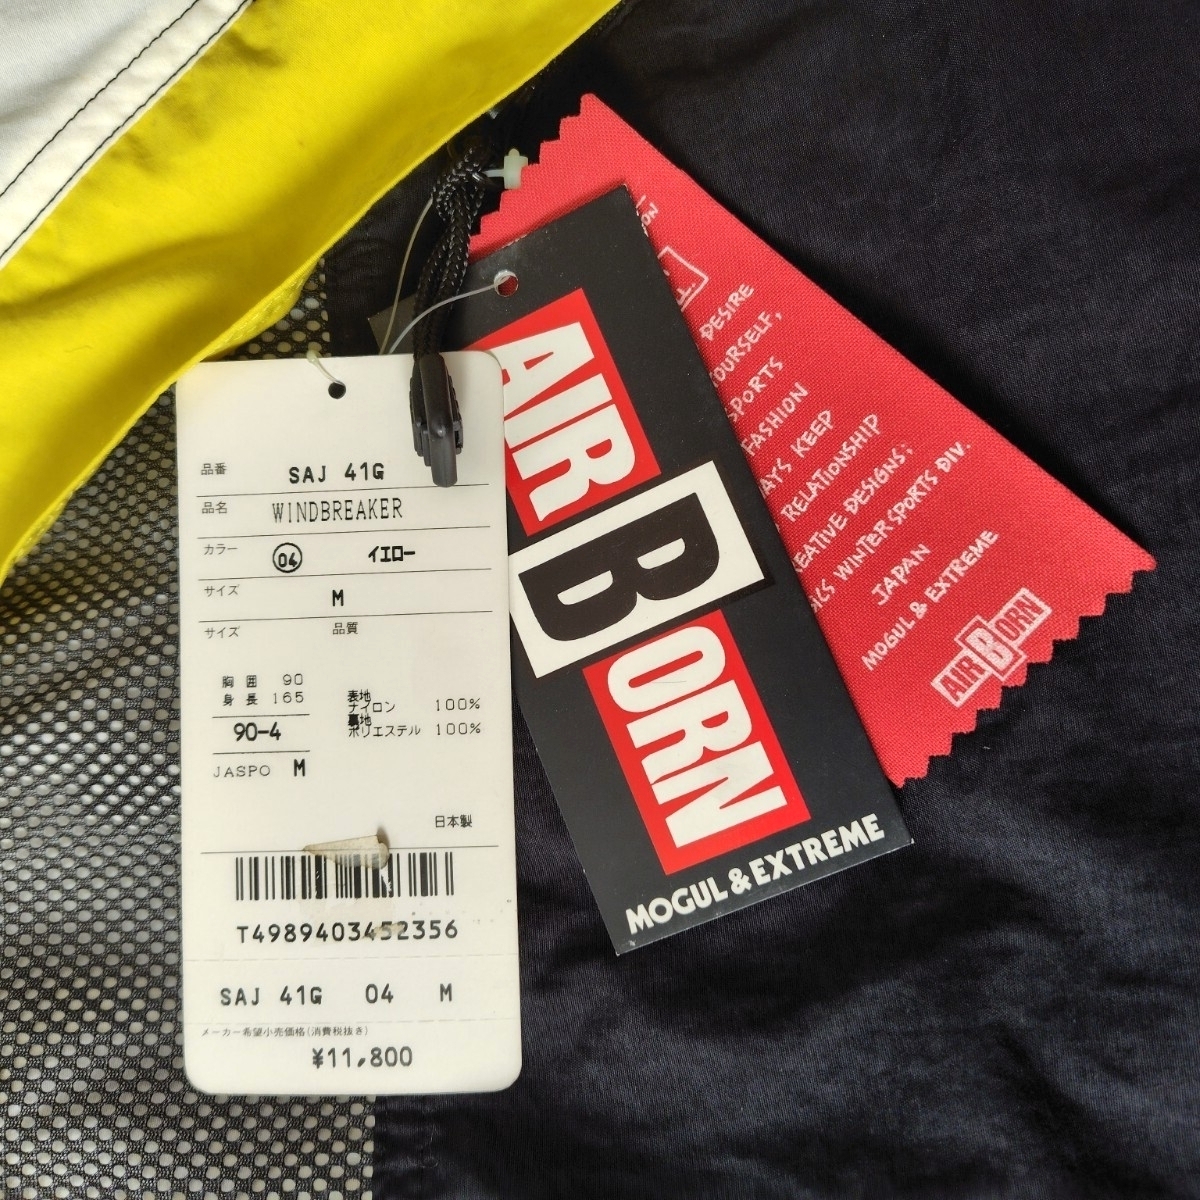 品番 SAJ 41G
品名 WINDBREAKER
カラー 04 イエロー
サイズ M
サイズ 品質
胸囲 90
身長 165
90-4
JASPO M
表地
ナイロン 100%
裏地
ポリエステル 100%
日本製
T4989403452356
SAJ 41G 04 M
メーカー希望小売価格(消費税抜き)
¥11,800
AIR
B
ORN
MOGUL & EXTREME
DESIRE
SPORTS
FASHION
KEEP
RELATIONSHIP
DESIGNS;
WINTER SPORTS DIV.
JAPAN
MOGUL & EXTREME
AIR BORN